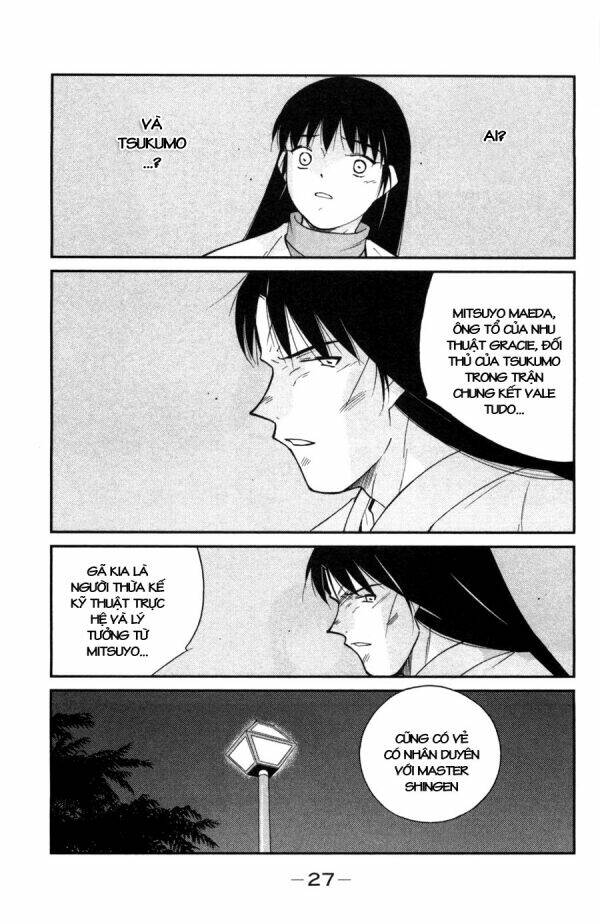 AI?
VÀ
TSUKUMO
...?
MITSUYO MAEDA,
ÔNG TỔ CỦA NHU
THUẬT GRACIE, ĐỐI
THỦ CỦA TSUKUMO
TRONG TRẬN
CHUNG KẾT VALE
TUDO...
GÃ KIA LÀ
NGƯỜI THỪA KẾ
KỸ THUẬT TRỰC
HỆ VÀ LÝ
TƯỞNG TỪ
MITSUYO...
CŨNG CÓ VẺ
CÓ NHÂN DUYÊN
VỚI MASTER
SHINGEN
—27—